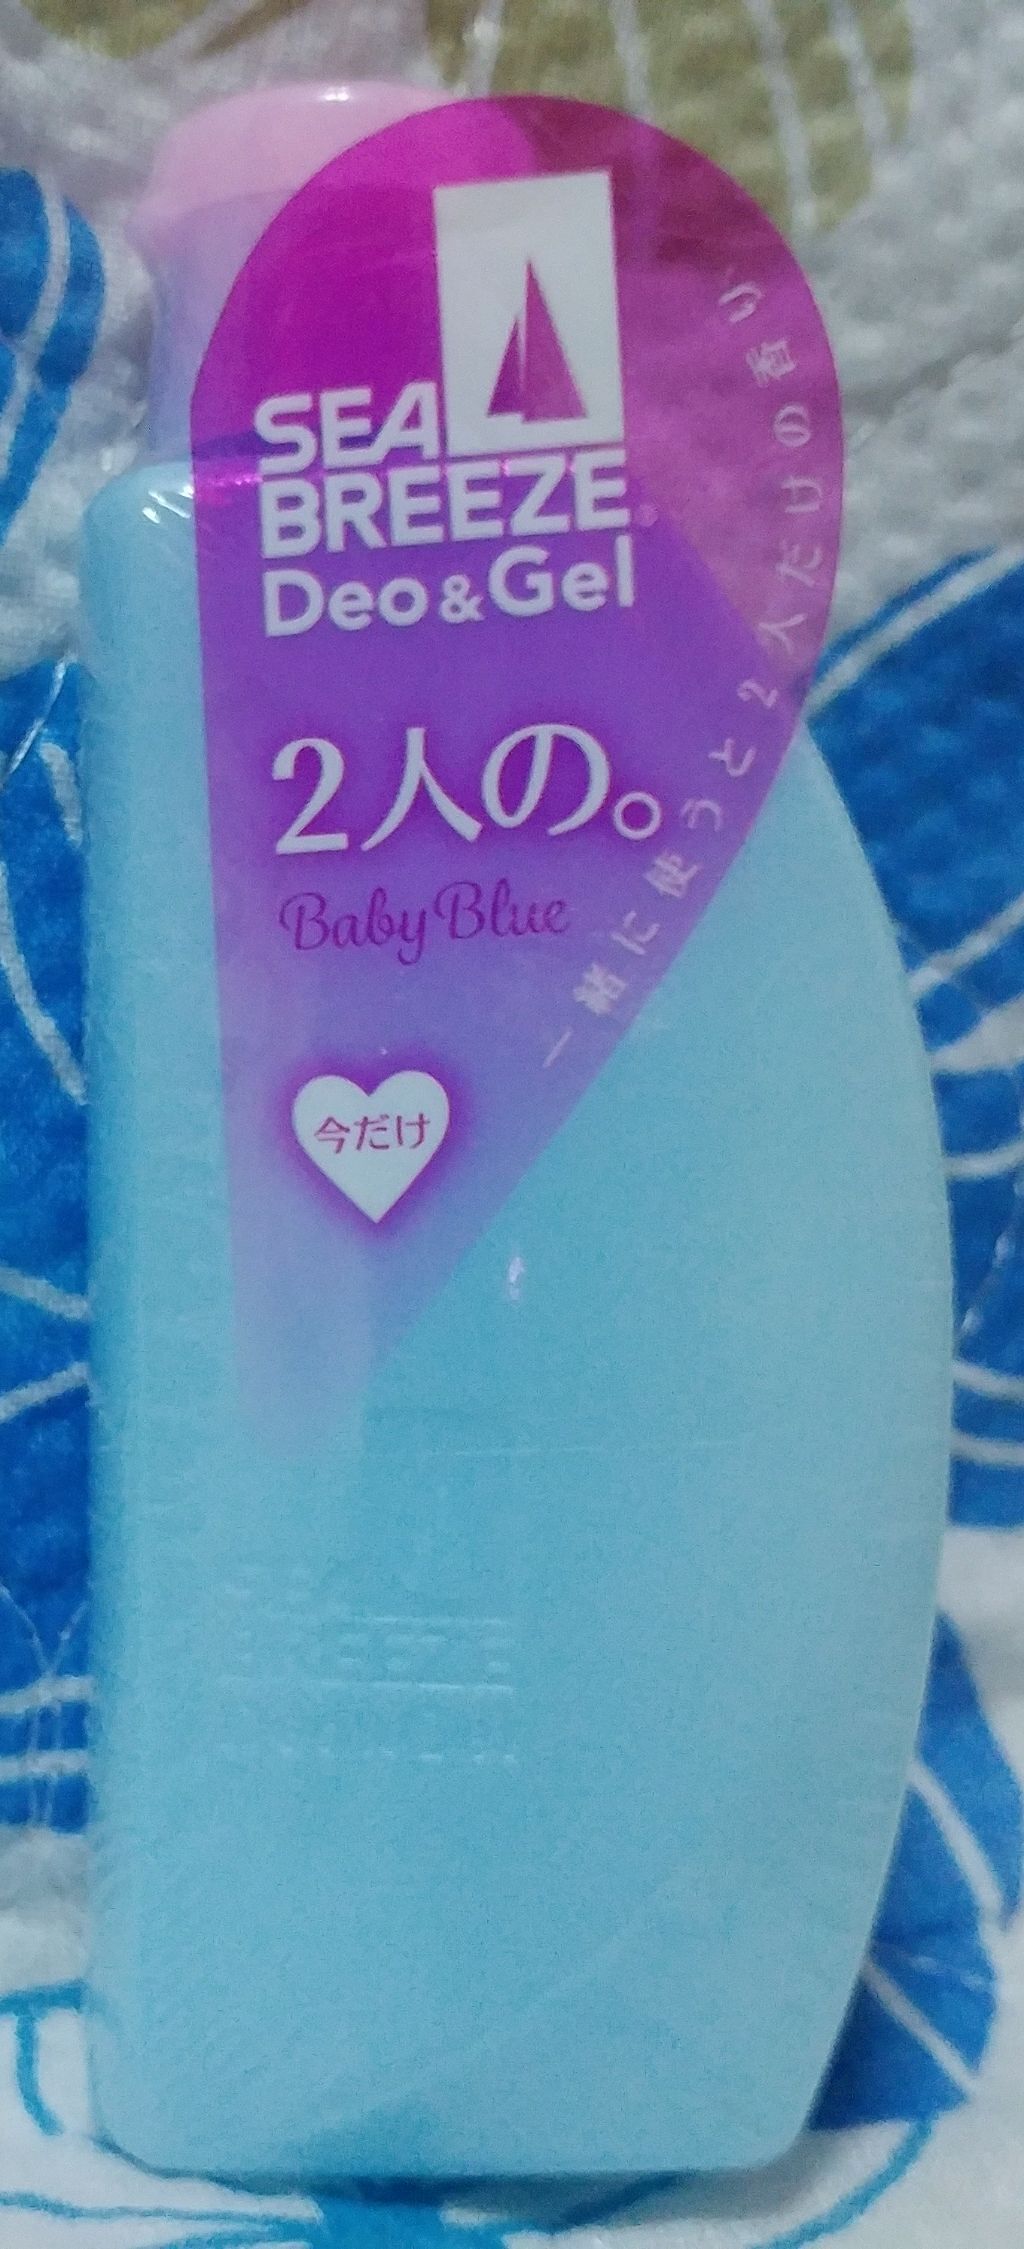 SEA
BREEZE
Deo&Gel
2人の。
Baby Blue
今だけ
一緒に使うと2人だけの香り